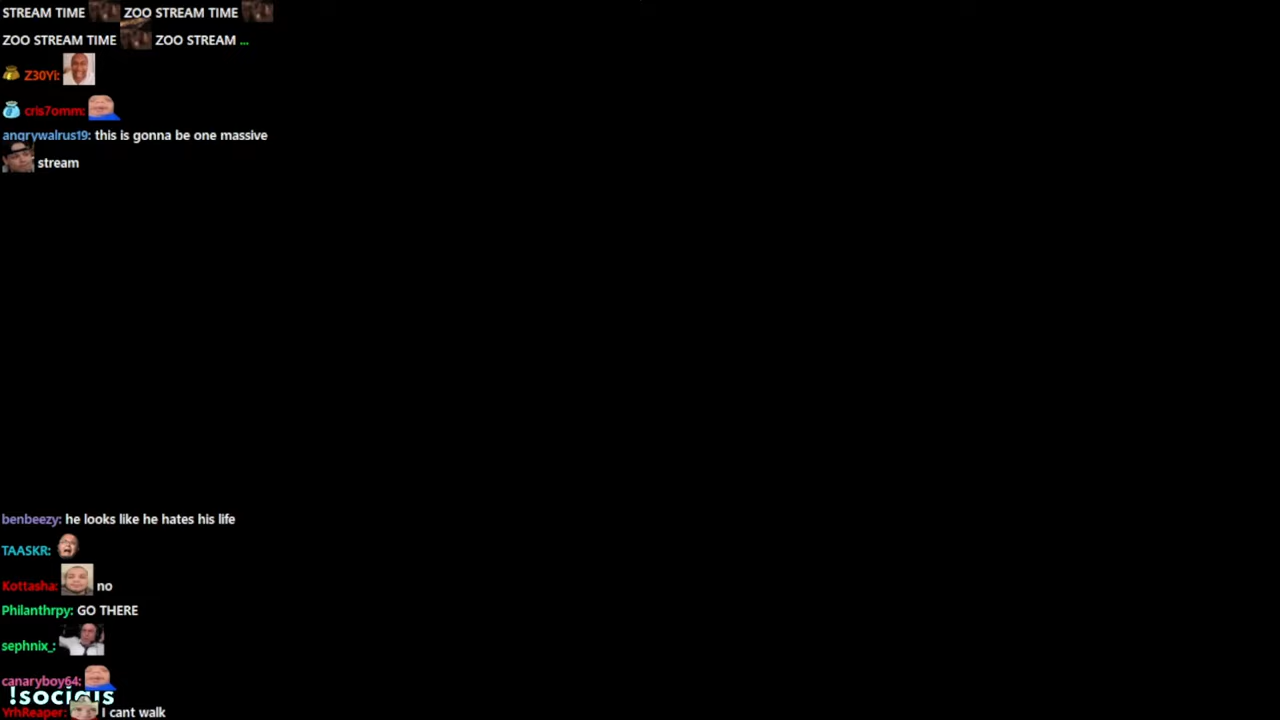 STREAM TIME ZOO STREAM TIME
ZOO STREAM TIME ZOO STREAM ...
Z30Yi:
cris7omm:
angrywalrus19: this is gonna be one massive
stream
benbeezy: he looks like he hates his life
TAASKR:
Kottasha: no
Philanthrpy: GO THERE
sephnix_:
canaryboy64:
!socials
YrhReaper: I cant walk